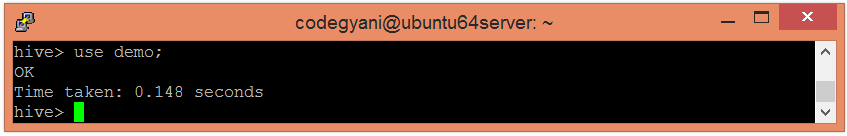 codegyani@ubuntu64server: ~
hive> use demo;
OK
Time taken: 0.148 seconds
hive>